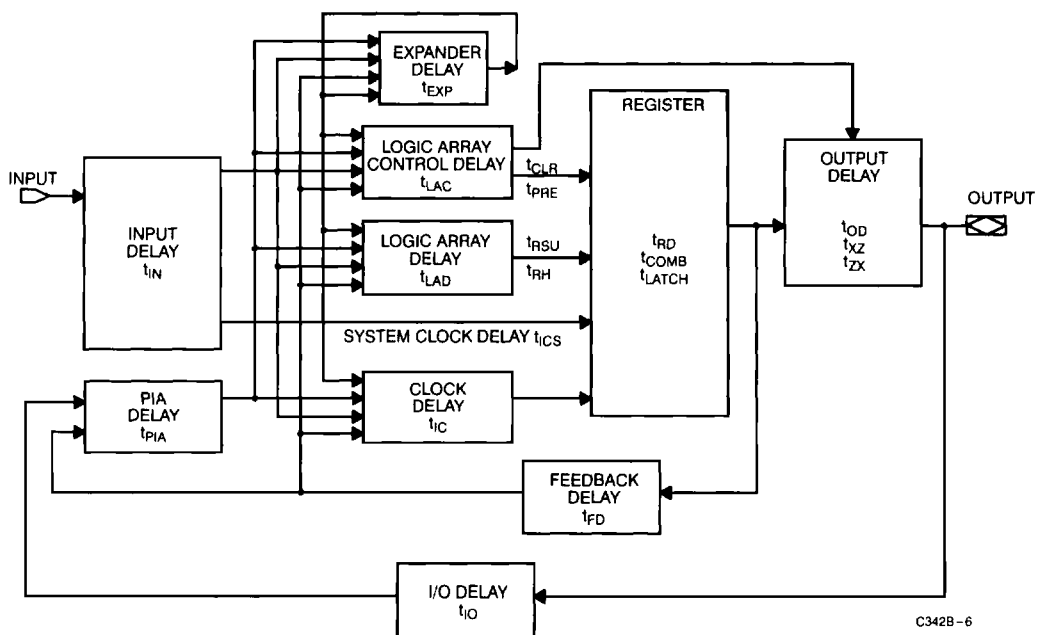 EXPANDER
DELAY
tEXP
REGISTER
LOGIC ARRAY
CONTROL DELAY
tLAC
tCLR
tPRE
OUTPUT
DELAY
tOD
tXZ
tZX
INPUT
OUTPUT
INPUT
DELAY
tIN
LOGIC ARRAY
DELAY
tLAD
tRSU
tRH
tRD
tCOMB
tLATCH
SYSTEM CLOCK DELAY tICS
PIA
DELAY
tPIA
CLOCK
DELAY
tIC
FEEDBACK
DELAY
tFD
I/O DELAY
tIO
C342B–6